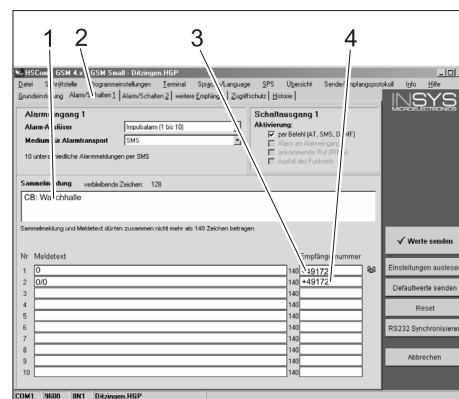 1 2 3 4
HSCom GSM 4.x GSM Small - Ditzingen.HGP
Datei Schnittstelle Programmeinstellungen Terminal Sprache/Language SPS Übersicht Sende/Empfangsprotokoll Info Hilfe
Grundeinstellung Alarm/Schalten 1 Alarm/Schalten 2 weitere Empfänger Zugriffschutz Historie
INSYS
MICROELECTRONICS
Alarmeingang 1
Alarm-Auslöser Impulsalarm (1 bis 10)
Medium für Alarmtransport SMS
10 unterschiedliche Alarmmeldungen per SMS
Schaltausgang 1
Aktivierung:
per Befehl (AT, SMS, DTMF)
Alarm am Alarmeingang
ankommender Ruf (RING)
Ausfall des Funknetz
Sammelmeldung verbleibende Zeichen: 128
CB: Waschhalle
Sammelmeldung und Meldetext dürfen zusammen nicht mehr als 140 Zeichen betragen
Nr Meldetext Empfängernummer
1 0 140 +49172
2 0/0 140 +49172
3 140
4 140
5 140
6 140
7 140
8 140
9 140
10 140
Werte senden
Einstellungen auslesen
Defaultwerte senden
Reset
RS232 Synchronisieren
Abbrechen
COM1 9600 8N1 Ditzingen.HGP